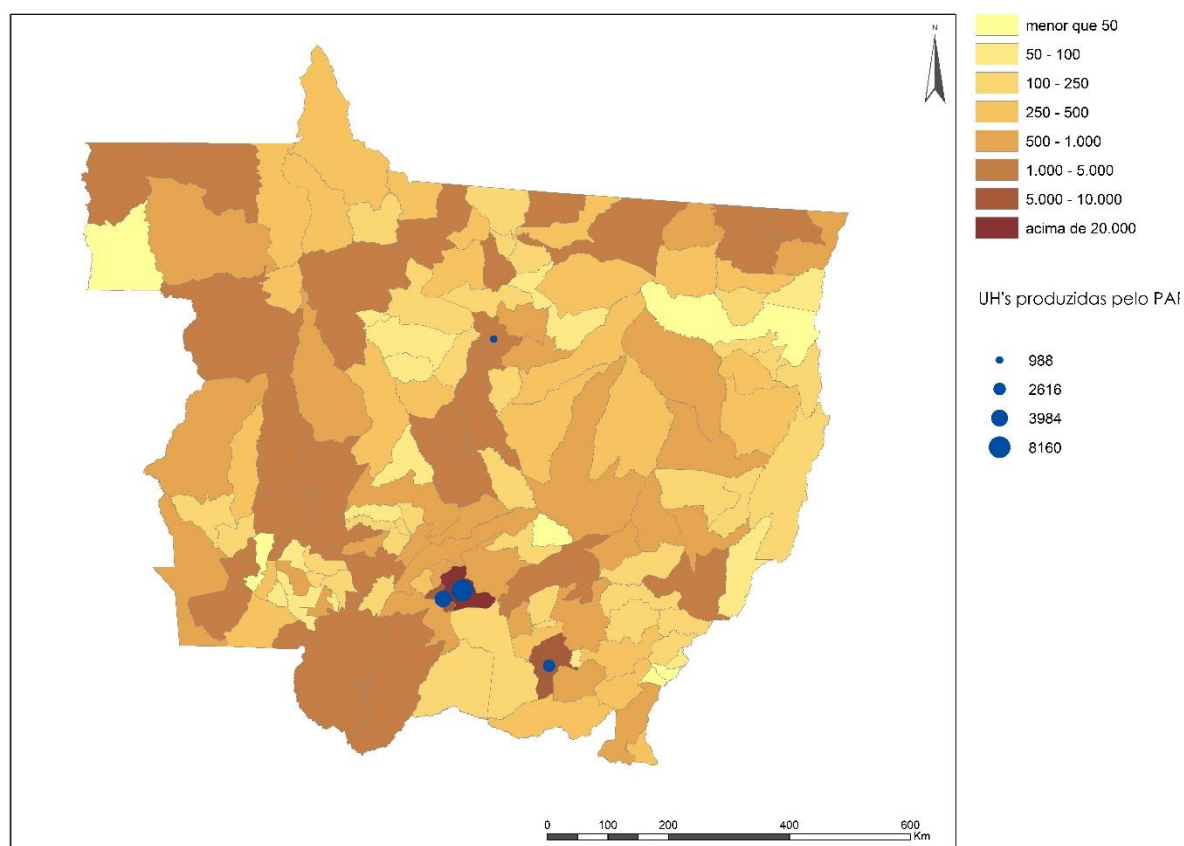 N
menor que 50
50 - 100
100 - 250
250 - 500
500 - 1.000
1.000 - 5.000
5.000 - 10.000
acima de 20.000
UH's produzidas pelo PAR
988
2616
3984
8160
0 100 200 400 600
Km